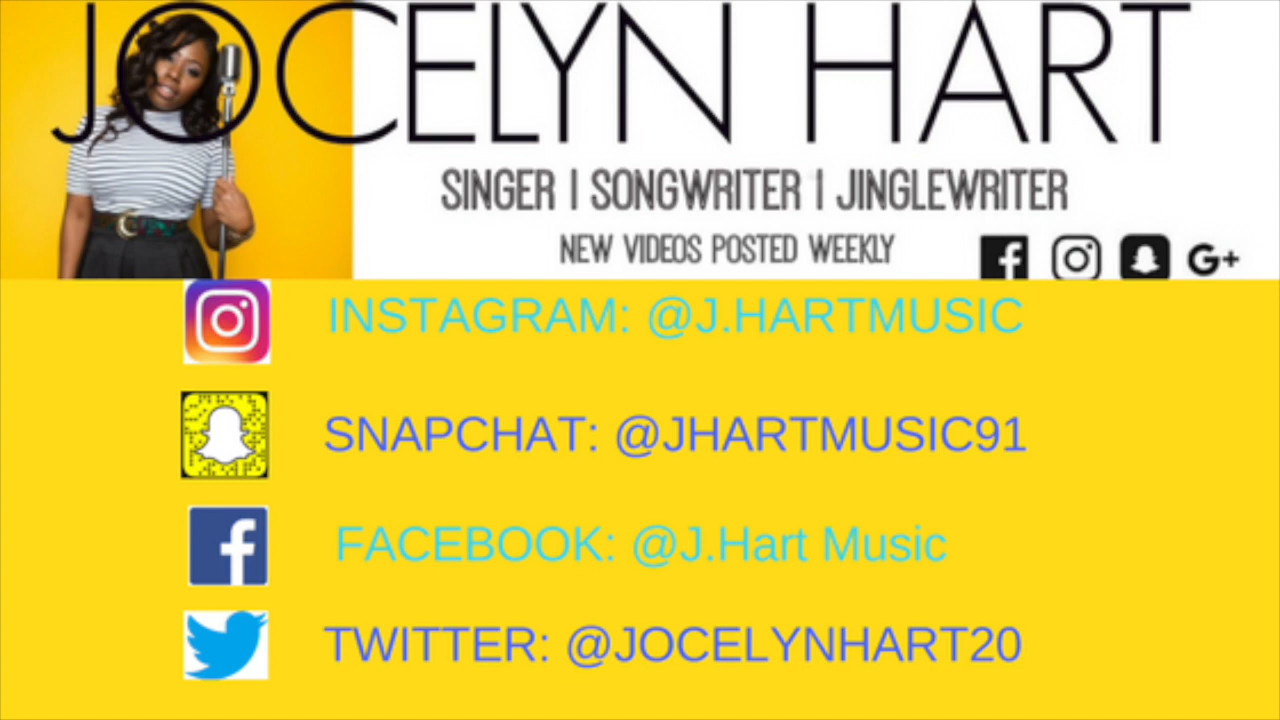 JOCELYN HART
SINGER | SONGWRITER | JINGLEWRITER
NEW VIDEOS POSTED WEEKLY
G+
INSTAGRAM: @J.HARTMUSIC
SNAPCHAT: @JHARTMUSIC91
FACEBOOK: @J.Hart Music
TWITTER: @JOCELYNHART20